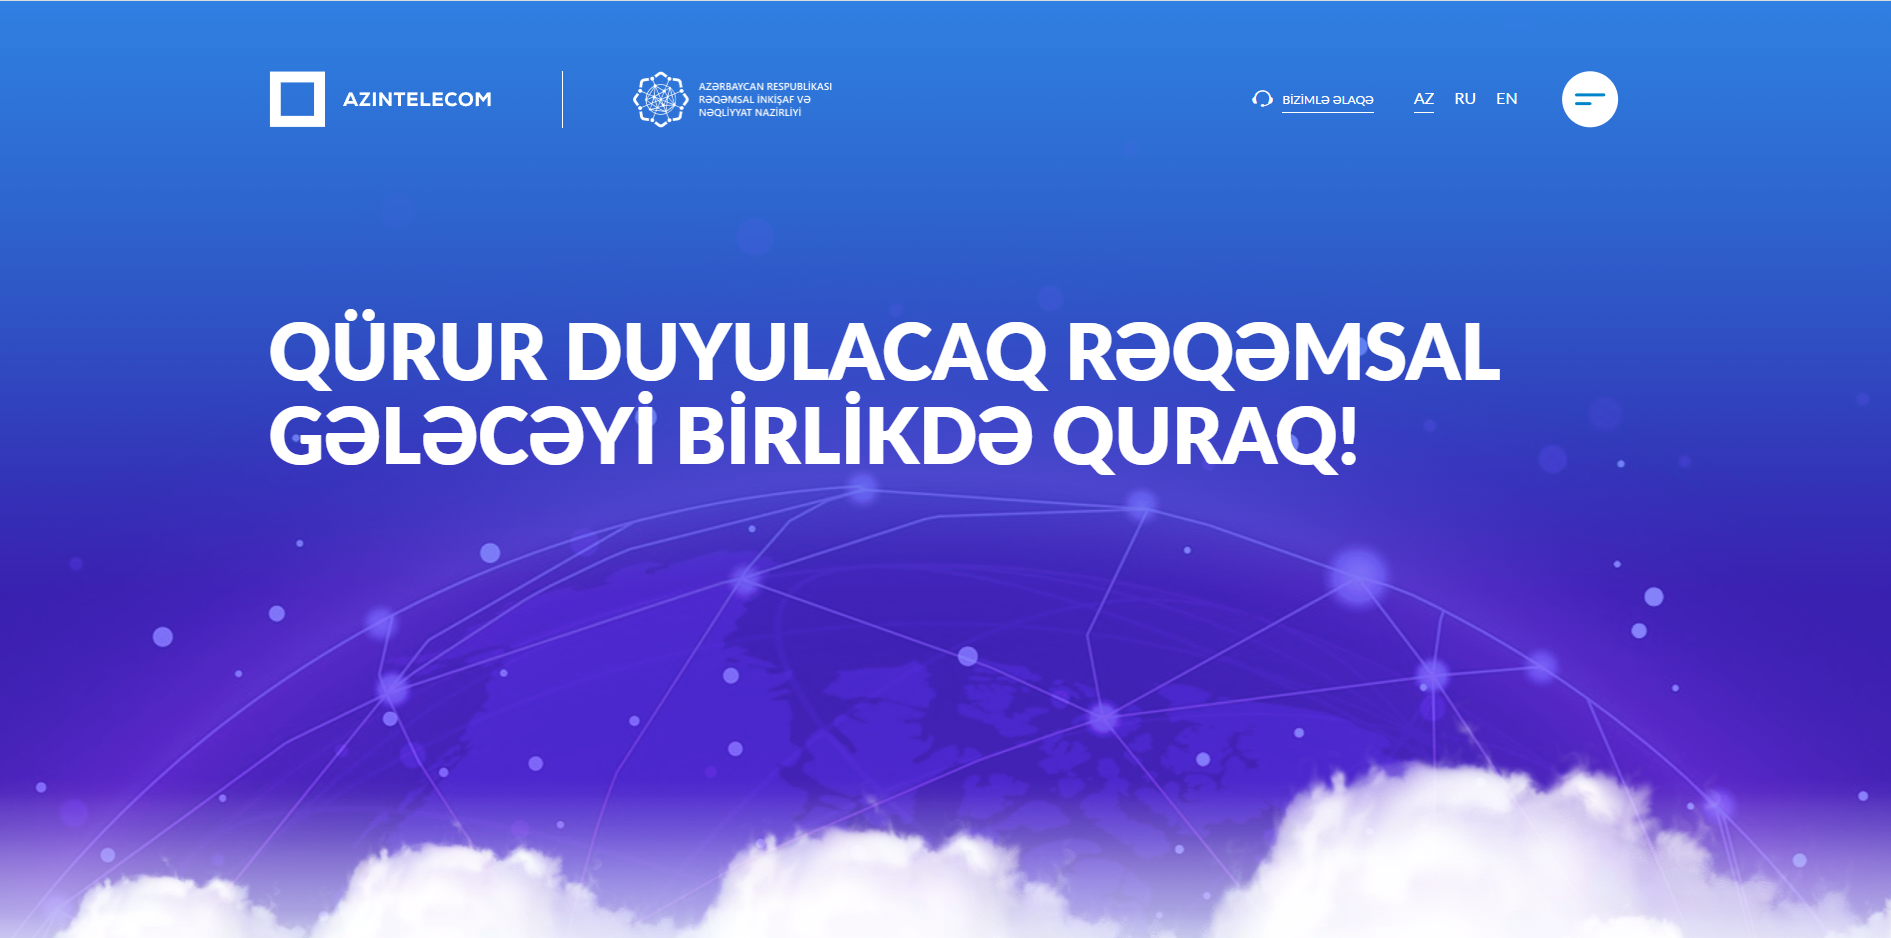 AZINTELECOM
AZƏRBAYCAN RESPUBLİKASI
RƏQƏMSAL İNKİŞAF VƏ
NƏQLİYYAT NAZİRLİYİ
BİZİMLƏ ƏLAQƏ
AZ RU EN
QÜRUR DUYULACAQ RƏQƏMSAL
GƏLƏCƏYİ BİRLİKDƏ QURAQ!